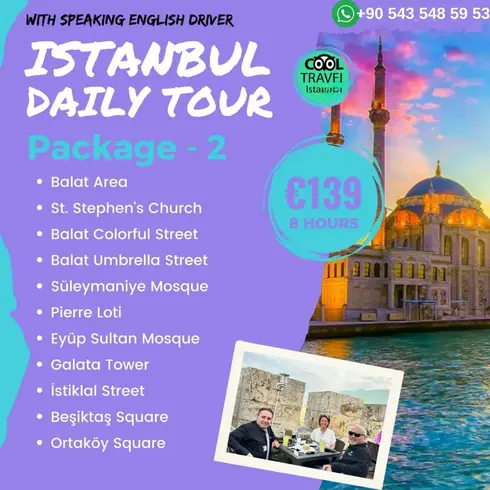 WITH SPEAKING ENGLISH DRIVER
+90 543 548 59 53
ISTANBUL
DAILY TOUR
COOL
TRAVEL
Istanbul
Package - 2
€139
8 HOURS
Balat Area
St. Stephen's Church
Balat Colorful Street
Balat Umbrella Street
Süleymaniye Mosque
Pierre Loti
Eyüp Sultan Mosque
Galata Tower
İstiklal Street
Beşiktaş Square
Ortaköy Square